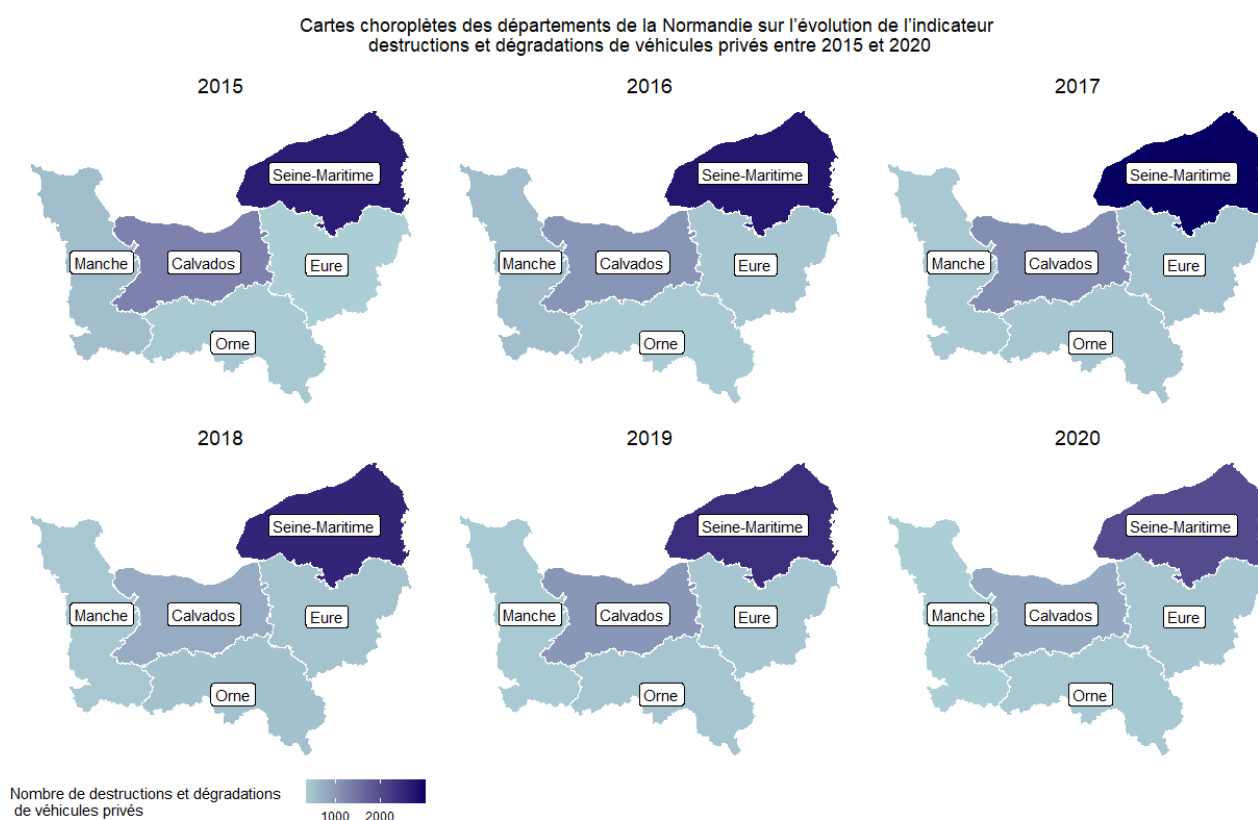 Cartes choroplètes des départements de la Normandie sur l'évolution de l'indicateur
destructions et dégradations de véhicules privés entre 2015 et 2020
2015
2016
2017
Seine-Maritime
Manche
Calvados
Eure
Orne
Seine-Maritime
Manche
Calvados
Eure
Orne
Seine-Maritime
Manche
Calvados
Eure
Orne
2018
2019
2020
Seine-Maritime
Manche
Calvados
Eure
Orne
Seine-Maritime
Manche
Calvados
Eure
Orne
Seine-Maritime
Manche
Calvados
Eure
Orne
Nombre de destructions et dégradations
de véhicules privés
1000 2000